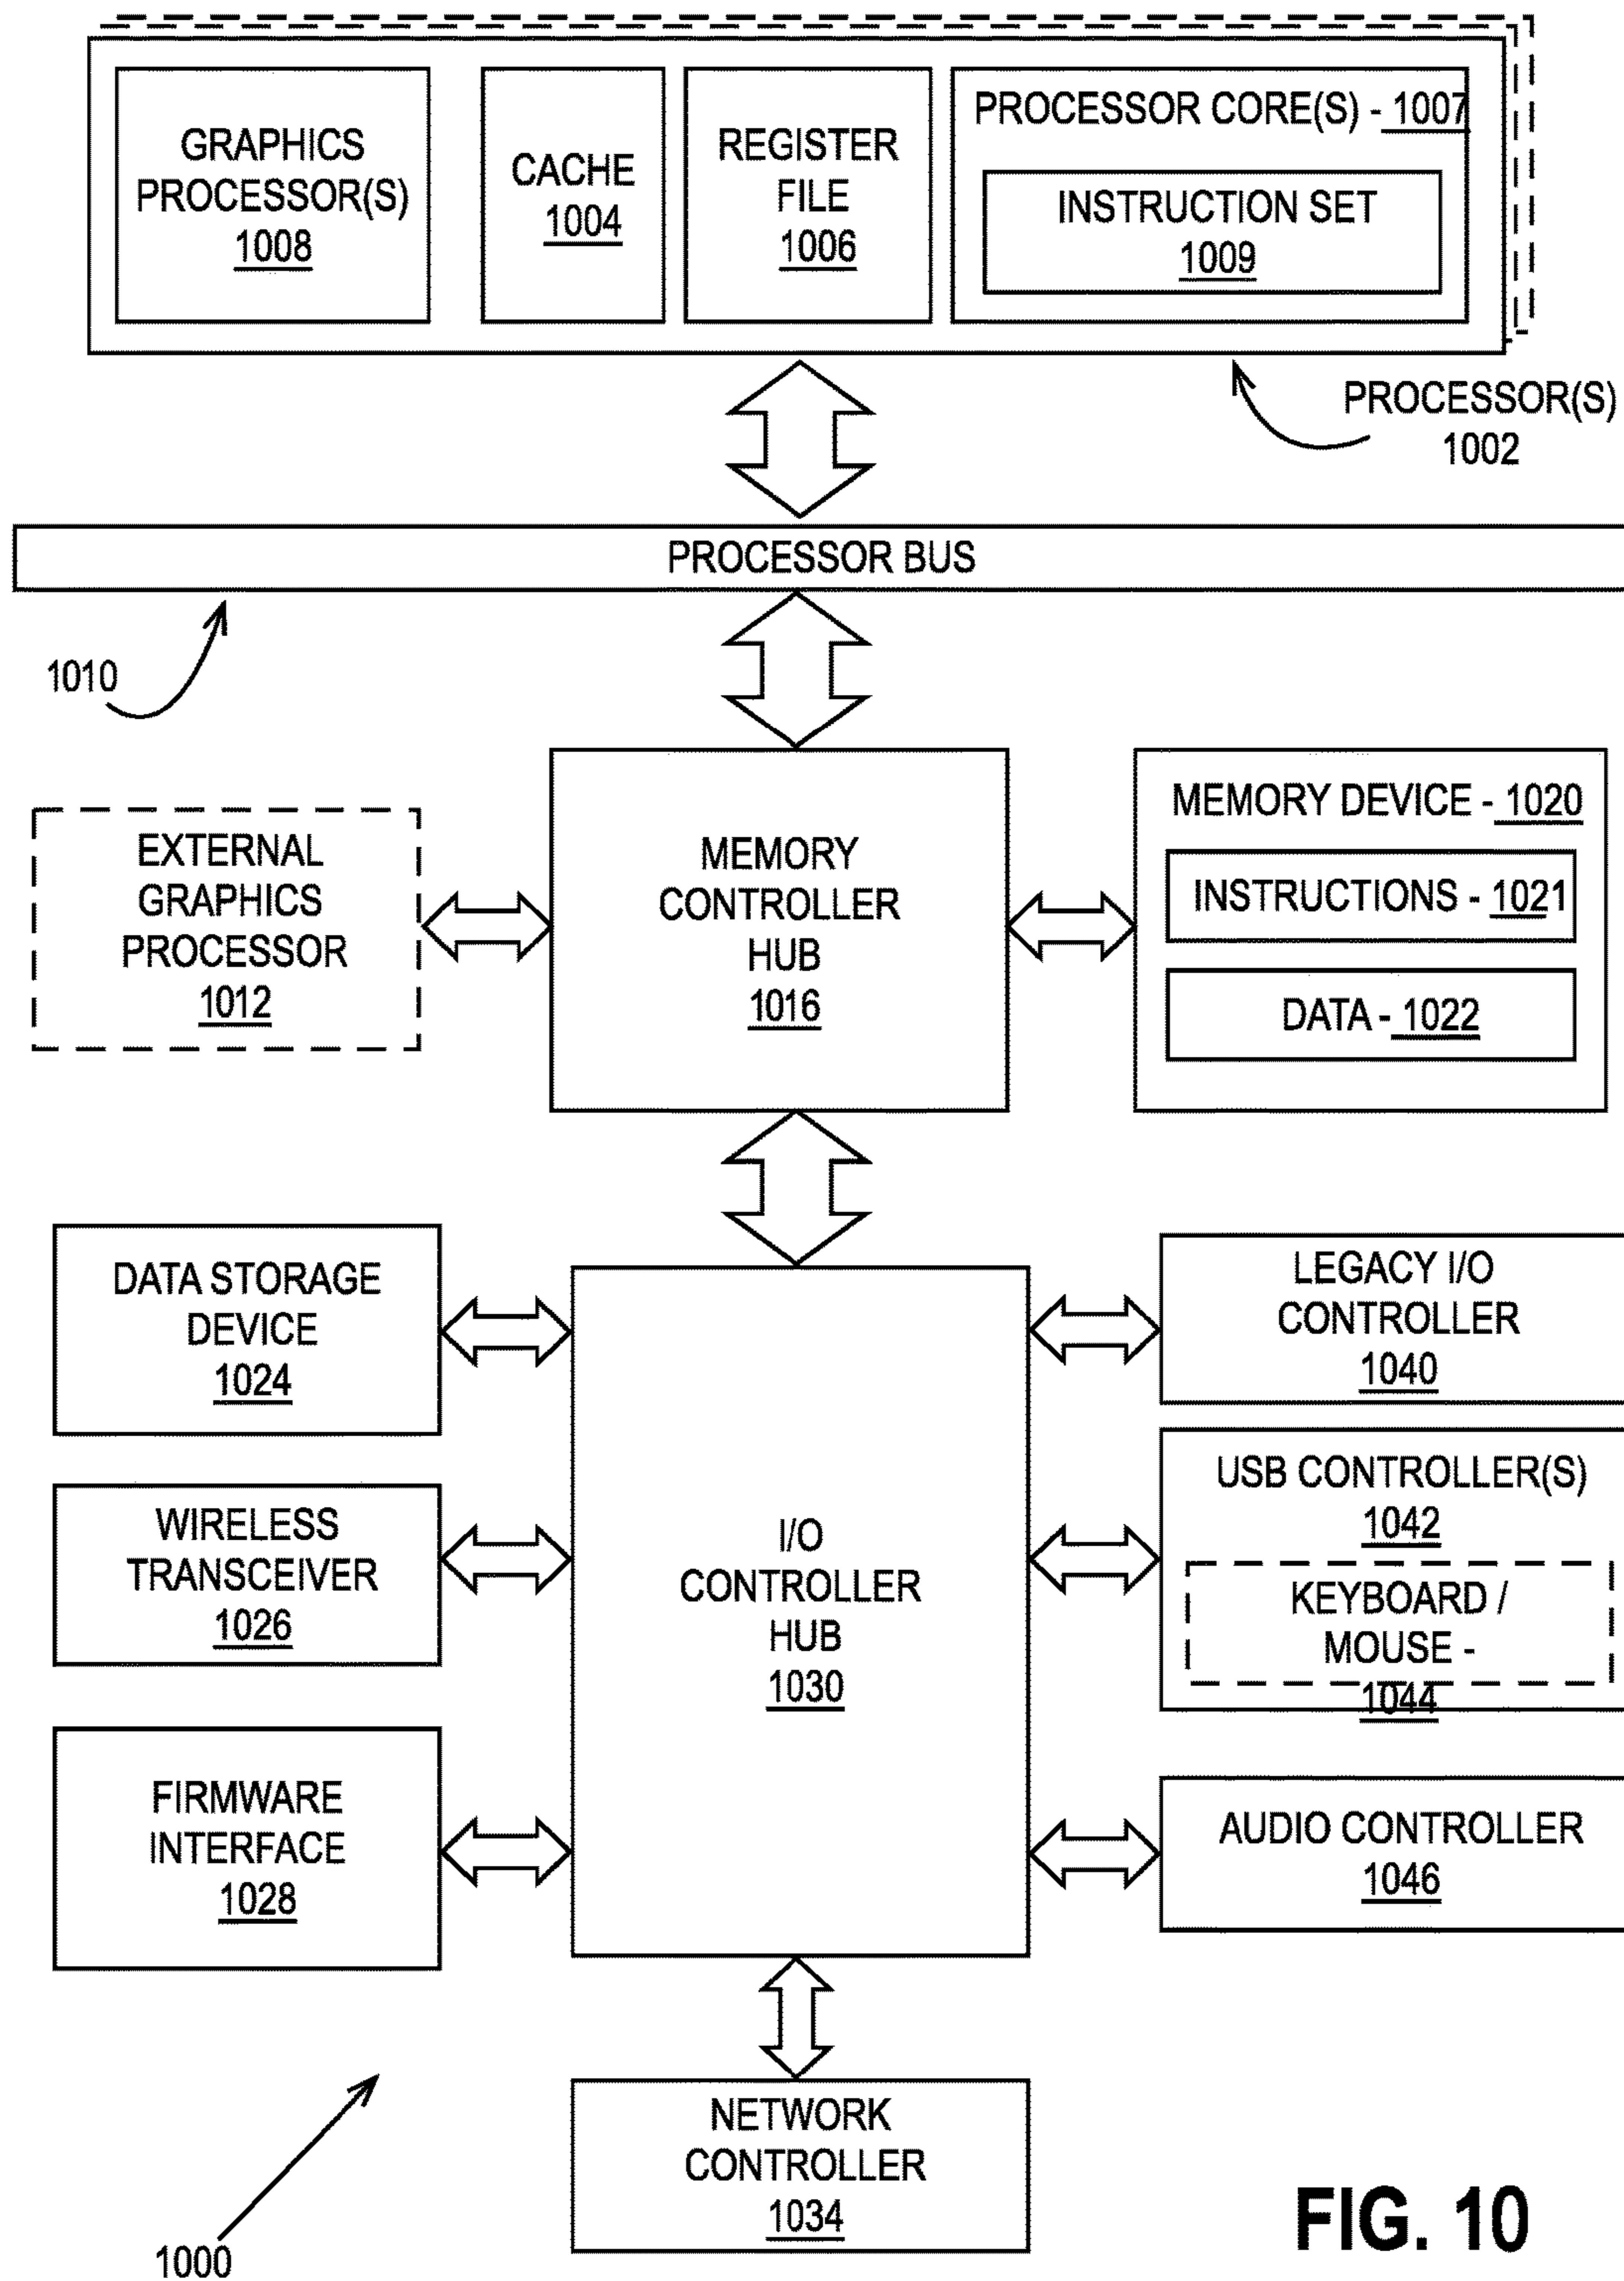 GRAPHICS
PROCESSOR(S)
1008
CACHE
1004
REGISTER
FILE
1006
PROCESSOR CORE(S) - 1007
INSTRUCTION SET
1009
PROCESSOR(S)
1002
PROCESSOR BUS
1010
EXTERNAL
GRAPHICS
PROCESSOR
1012
MEMORY
CONTROLLER
HUB
1016
MEMORY DEVICE - 1020
INSTRUCTIONS - 1021
DATA - 1022
DATA STORAGE
DEVICE
1024
WIRELESS
TRANSCEIVER
1026
FIRMWARE
INTERFACE
1028
I/O
CONTROLLER
HUB
1030
LEGACY I/O
CONTROLLER
1040
USB CONTROLLER(S)
1042
KEYBOARD /
MOUSE -
1044
AUDIO CONTROLLER
1046
NETWORK
CONTROLLER
1034
1000
FIG. 10